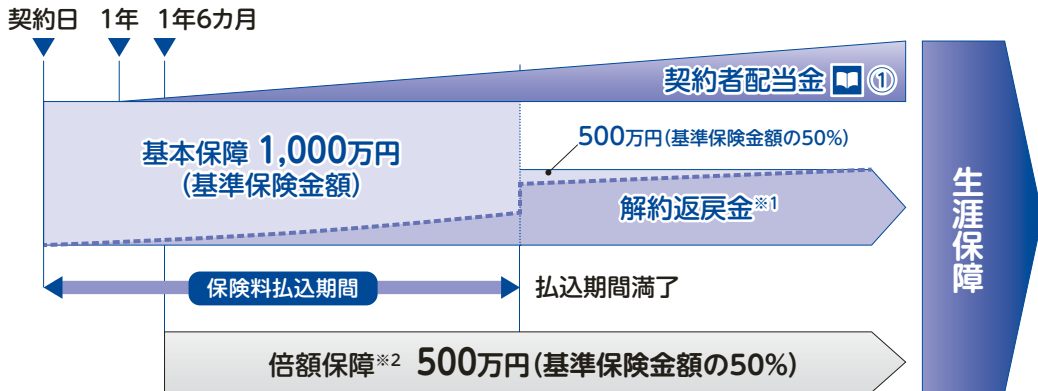 契約日 1年 1年6カ月
契約者配当金 ①
基本保障 1,000万円
(基準保険金額)
500万円(基準保険金額の50%)
解約返戻金※1
保険料払込期間
払込期間満了
倍額保障※2 500万円(基準保険金額の50%)
生涯保障